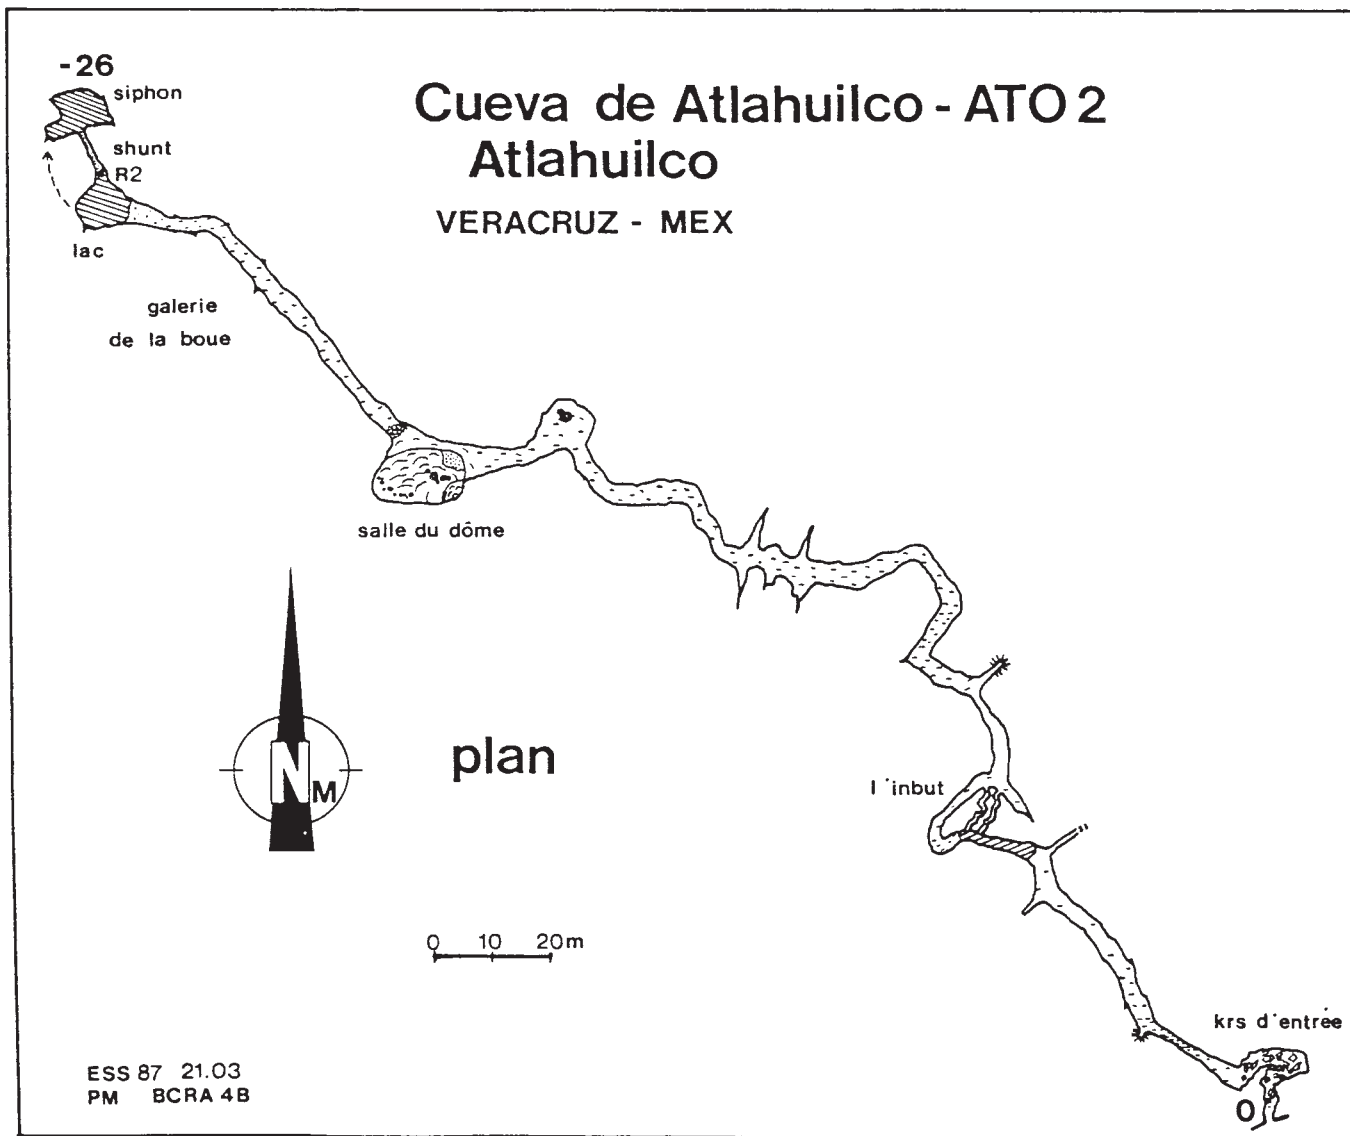 -26
siphon
Cueva de Atlahuilco - ATO 2
Atlahuilco
VERACRUZ - MEX
shunt
R2
lac
galerie
de la boue
salle du dôme
N M
plan
l'inbut
0 10 20m
krs d'entrée
0
ESS 87 21.03
PM BCRA 4B